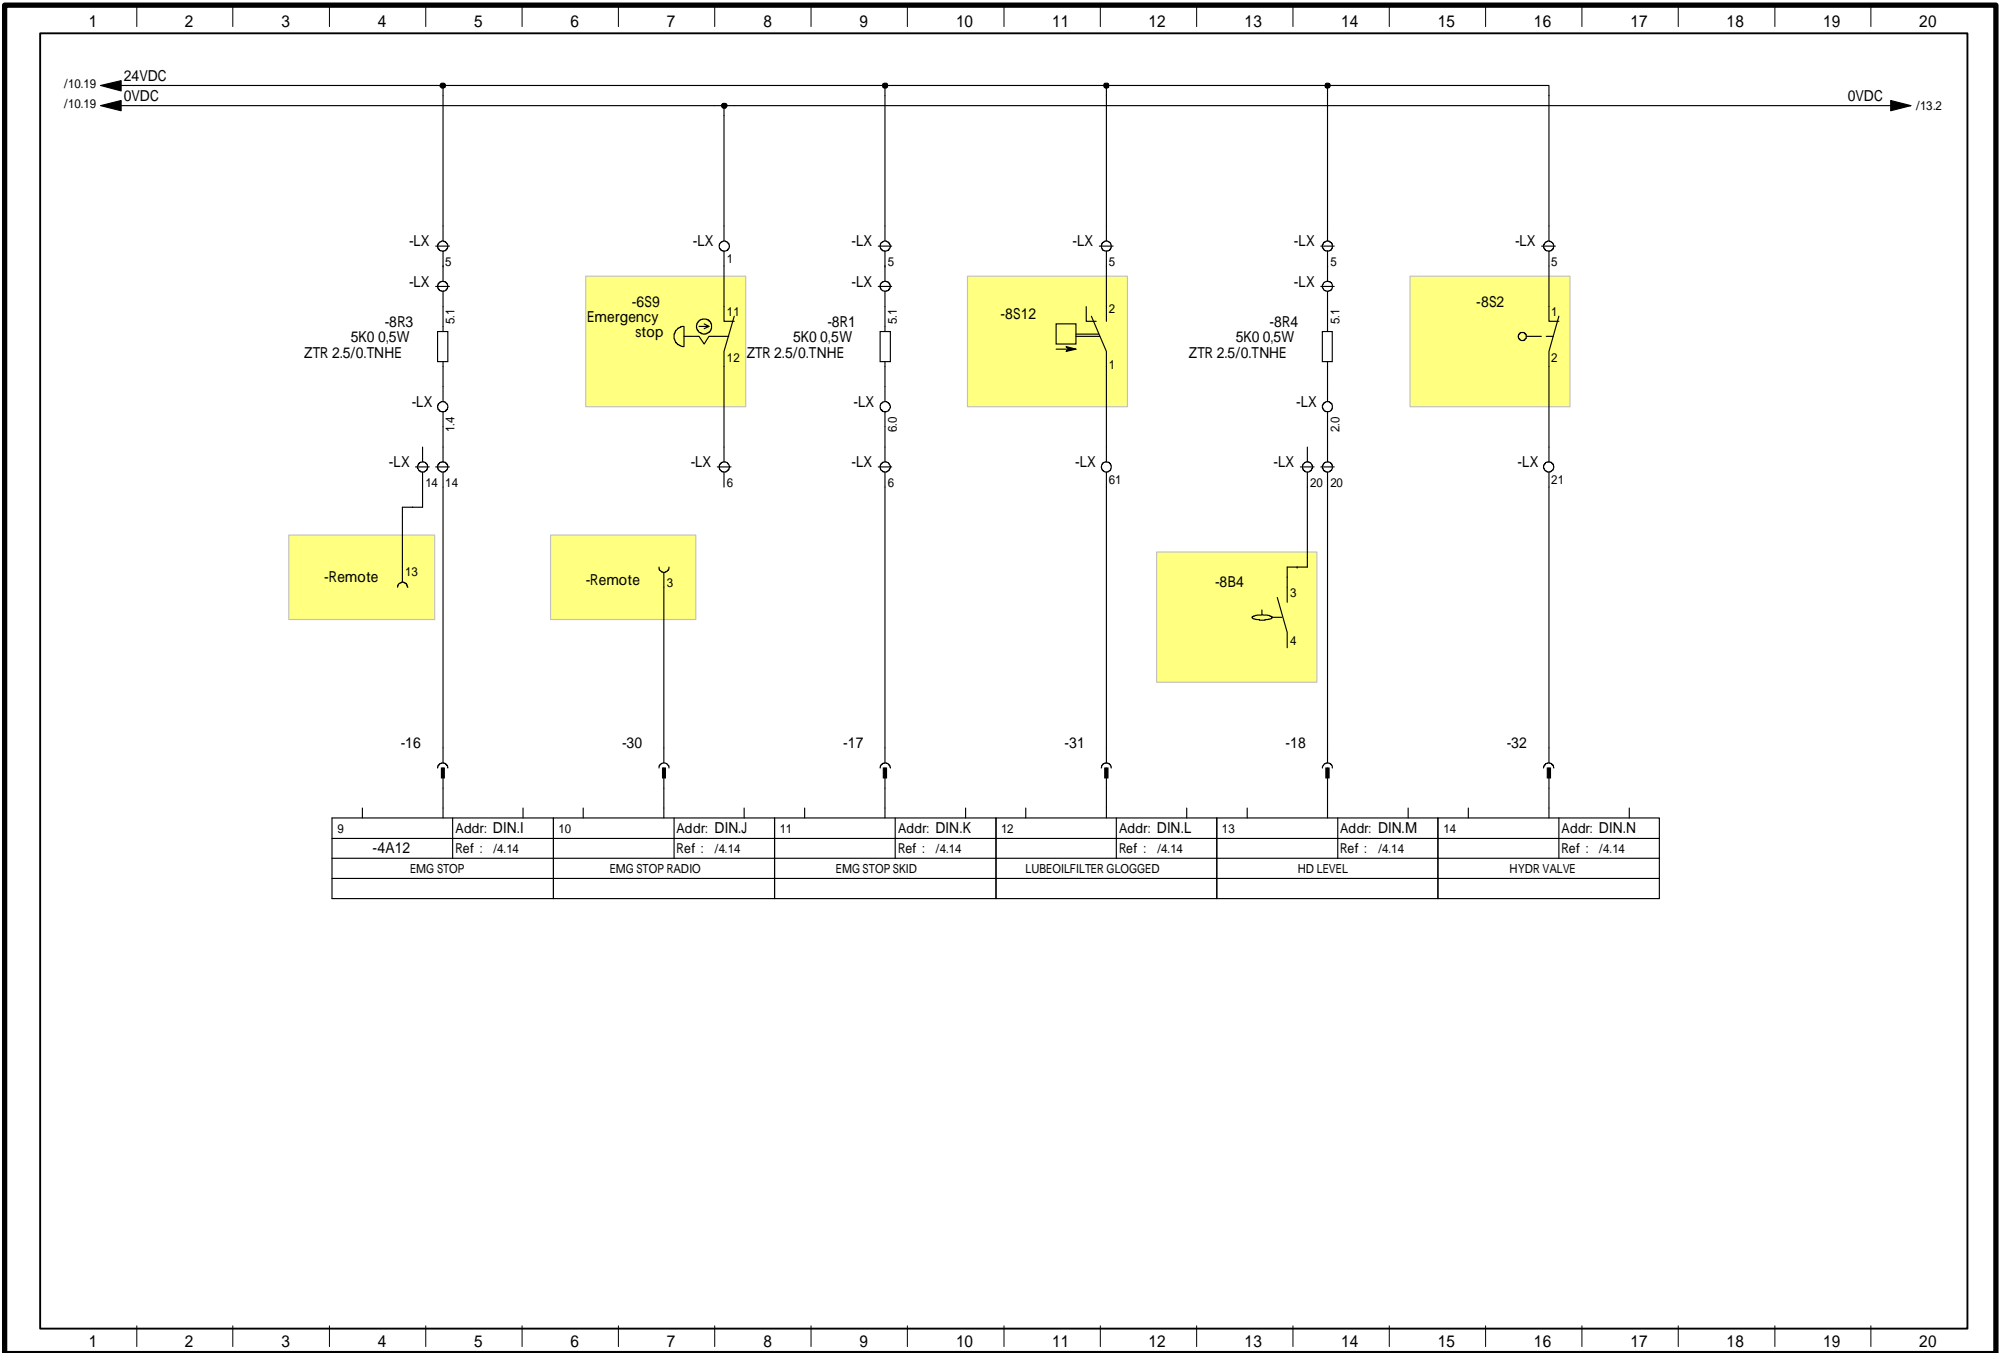 1 2 3 4 5 6 7 8 9 10 11 12 13 14 15 16 17 18 19 20
/10.19 24VDC
/10.19 0VDC
0VDC /13.2
-LX -LX -LX -LX -LX -LX
5 1 5 5 5 5
-LX -LX -LX
5.1 5.1 5.1
-8R3
5K0 0,5W
ZTR 2.5/0.TNHE
-6S9
Emergency
stop
11
12
-8R1
5K0 0,5W
ZTR 2.5/0.TNHE
-8S12
2
1
-8R4
5K0 0,5W
ZTR 2.5/0.TNHE
-8S2
1
2
-LX -LX -LX
1.4 6.0 2.0
-LX -LX -LX -LX -LX -LX
14 14 6 6 61 20 20 21
-Remote 13
-Remote 3
-8B4
3
4
-16 -30 -17 -31 -18 -32
9 Addr: DIN.I 10 Addr: DIN.J 11 Addr: DIN.K 12 Addr: DIN.L 13 Addr: DIN.M 14 Addr: DIN.N
-4A12 Ref : /4.14 Ref : /4.14 Ref : /4.14 Ref : /4.14 Ref : /4.14 Ref : /4.14
EMG STOP EMG STOP RADIO EMG STOP SKID LUBEOILFILTER GLOGGED HD LEVEL HYDR VALVE
1 2 3 4 5 6 7 8 9 10 11 12 13 14 15 16 17 18 19 20